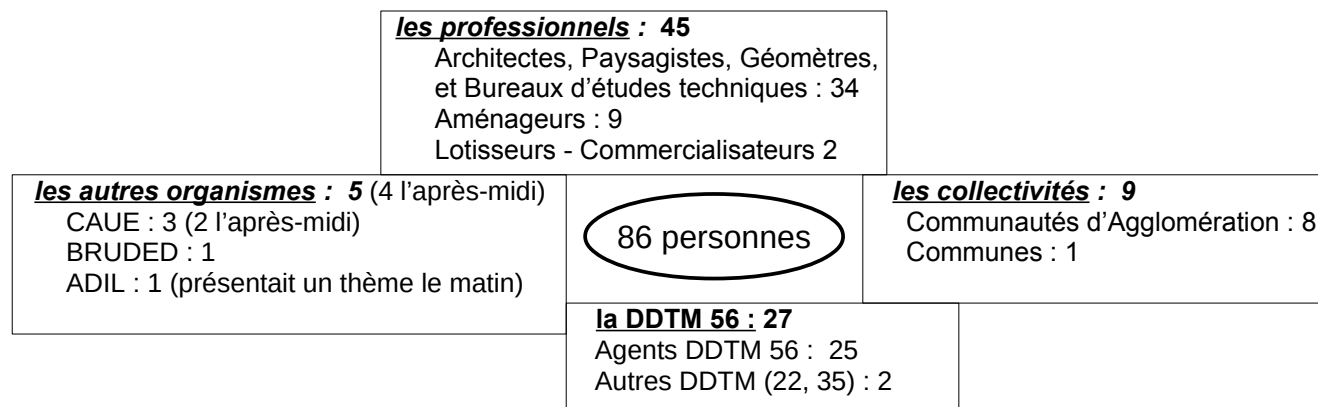 les professionnels : 45
Architectes, Paysagistes, Géomètres,
et Bureaux d’études techniques : 34
Aménageurs : 9
Lotisseurs - Commercialisateurs 2
les autres organismes : 5 (4 l’après-midi)
CAUE : 3 (2 l’après-midi)
BRUDED : 1
ADIL : 1 (présentait un thème le matin)
86 personnes
les collectivités : 9
Communautés d’Agglomération : 8
Communes : 1
la DDTM 56 : 27
Agents DDTM 56 : 25
Autres DDTM (22, 35) : 2